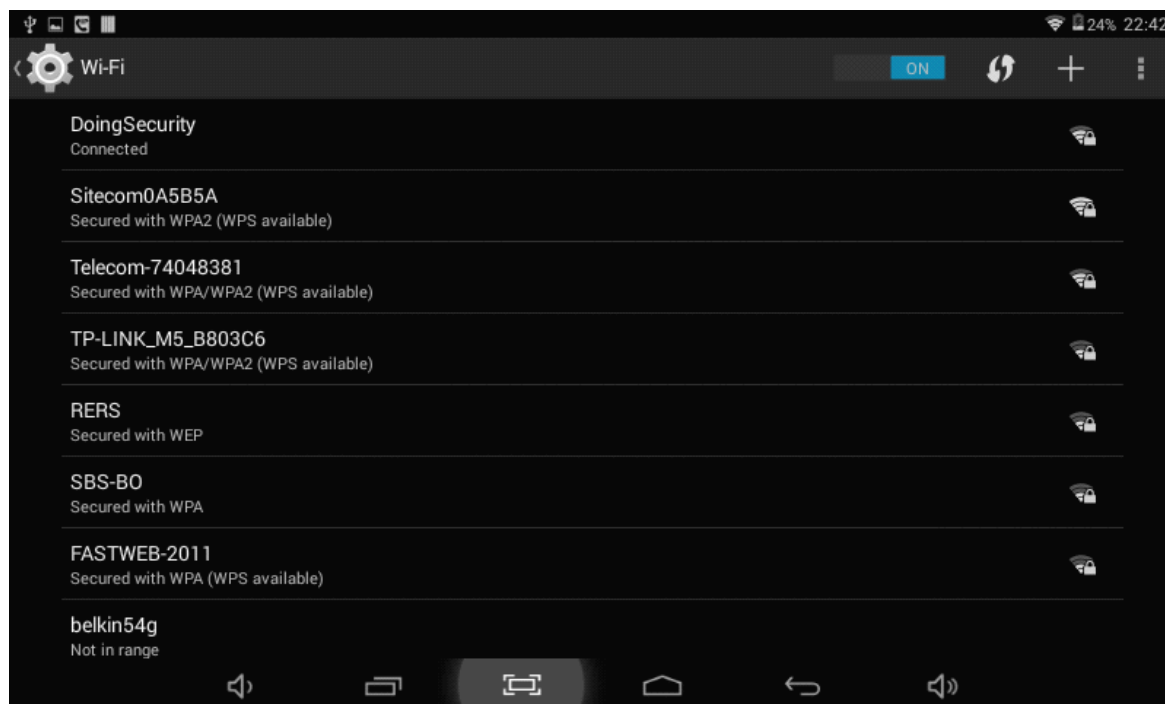 24% 22:42
Wi-Fi ON
DoingSecurity
Connected
Sitecom0A5B5A
Secured with WPA2 (WPS available)
Telecom-74048381
Secured with WPA/WPA2 (WPS available)
TP-LINK_M5_B803C6
Secured with WPA/WPA2 (WPS available)
RERS
Secured with WEP
SBS-BO
Secured with WPA
FASTWEB-2011
Secured with WPA (WPS available)
belkin54g
Not in range